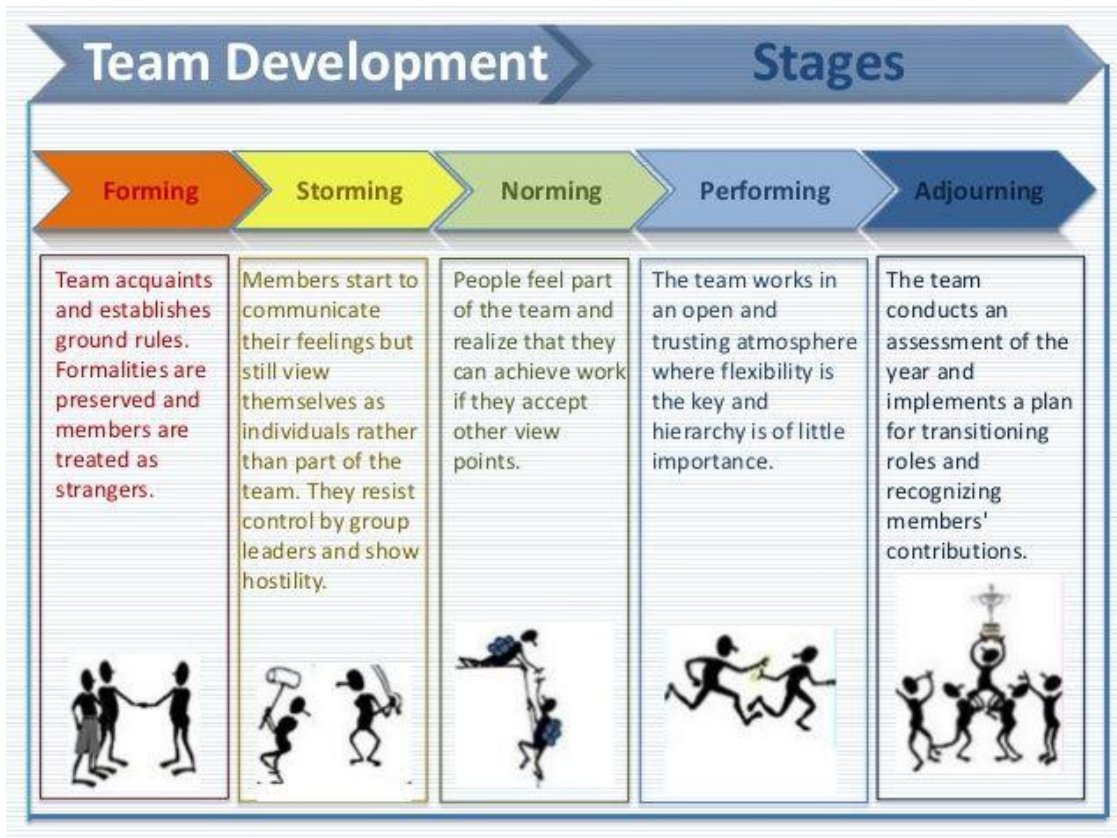 Team Development Stages
Forming
Storming
Norming
Performing
Adjourning
Team acquaints
and establishes
ground rules.
Formalities are
preserved and
members are
treated as
strangers.
Members start to
communicate
their feelings but
still view
themselves as
individuals rather
than part of the
team. They resist
control by group
leaders and show
hostility.
People feel part
of the team and
realize that they
can achieve work
if they accept
other view
points.
The team works in
an open and
trusting atmosphere
where flexibility is
the key and
hierarchy is of little
importance.
The team
conducts an
assessment of the
year and
implements a plan
for transitioning
roles and
recognizing
members'
contributions.